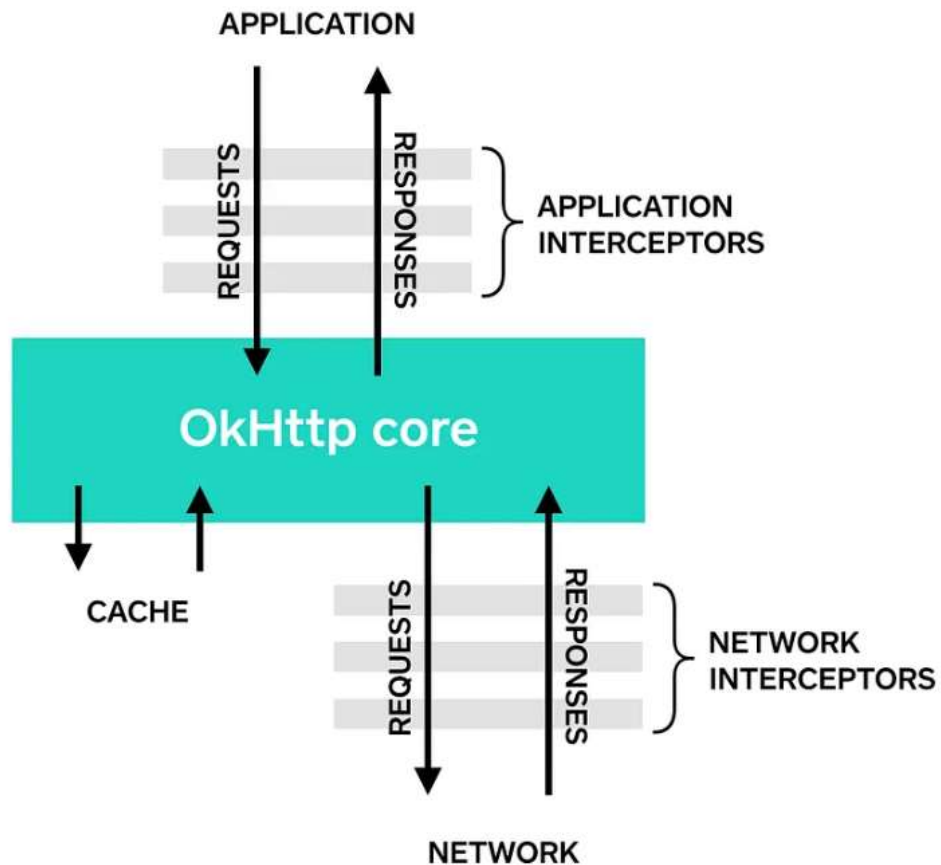 APPLICATION
REQUESTS
RESPONSES
APPLICATION
INTERCEPTORS
OkHttp core
CACHE
REQUESTS
RESPONSES
NETWORK
INTERCEPTORS
NETWORK